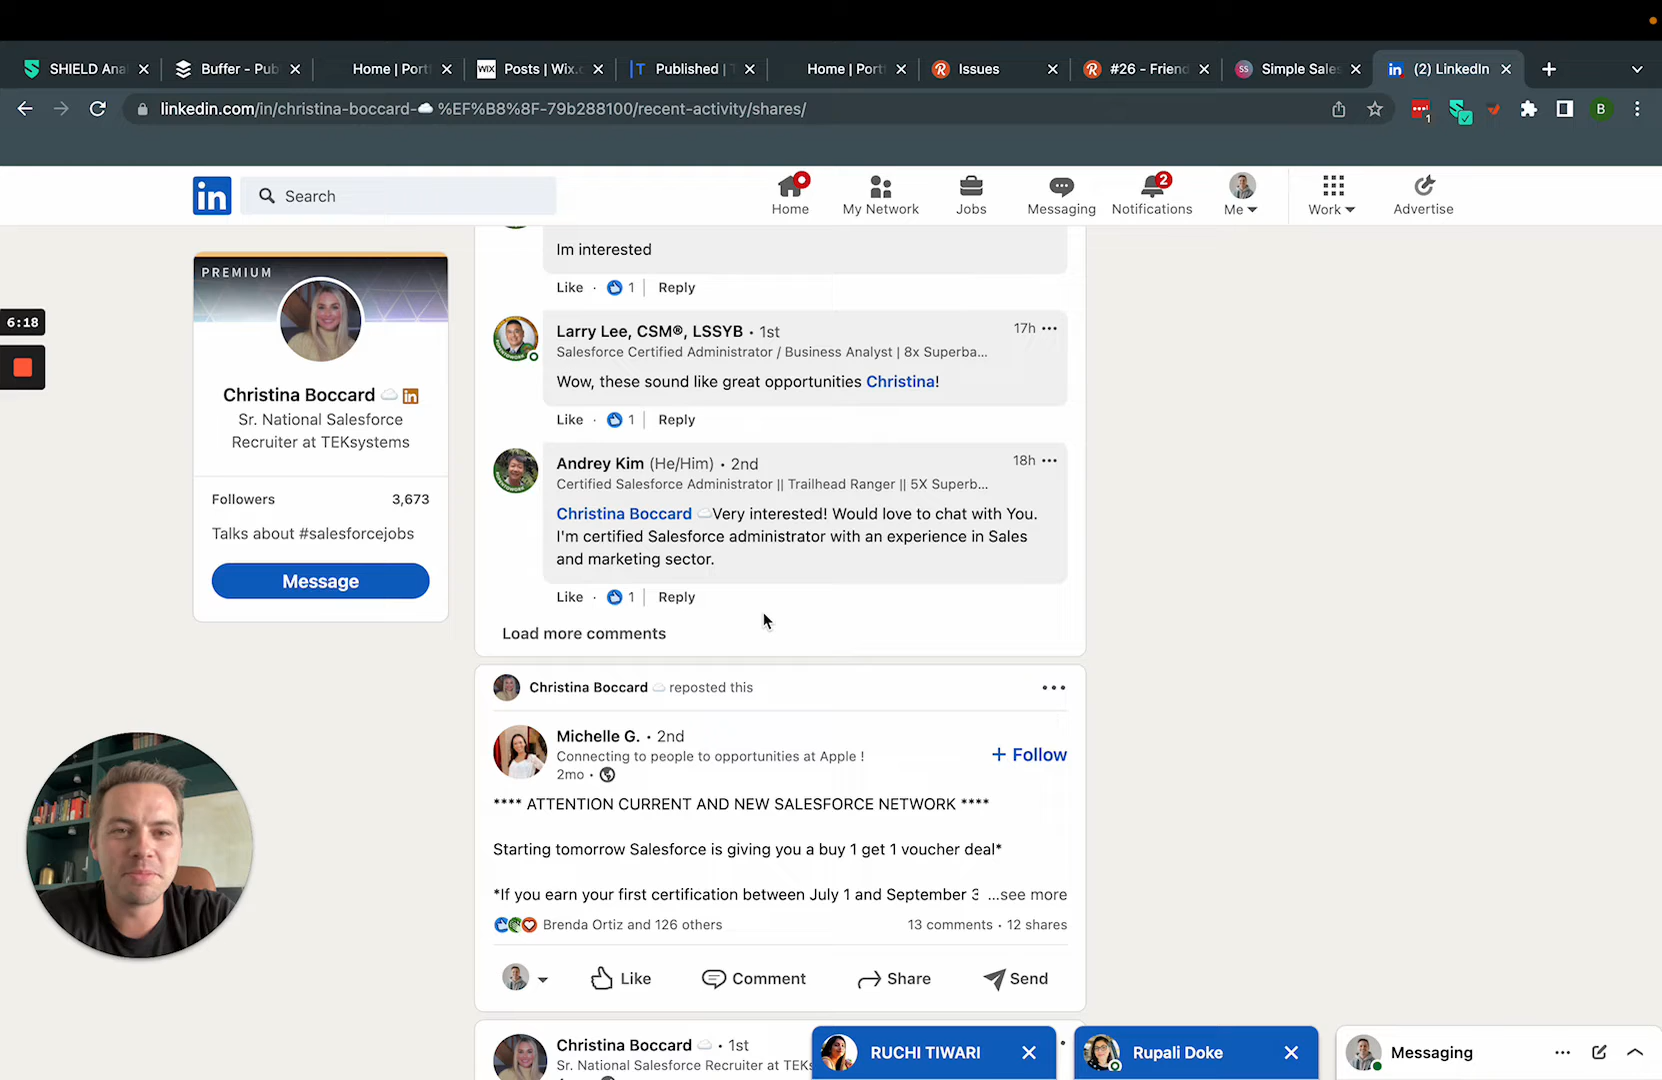 SHIELD Ana
Buffer - Pub
Home | Port
WIX
Posts | Wix.c
Published |
Home | Port
Issues
#26 - Friend
SS
Simple Sale
in
(2) LinkedIn
linkedin.com/in/christina-boccard-☁️%EF%B8%8F-79b288100/recent-activity/shares/
1
B
in
Search
Home
My Network
Jobs
Messaging
2
Notifications
Me
Work
Advertise
6:18
PREMIUM
Christina Boccard ☁️ in
Sr. National Salesforce
Recruiter at TEKsystems
Followers 3,673
Talks about #salesforcejobs
Message
Im interested
Like · 1 | Reply
Larry Lee, CSM®, LSSYB • 1st 17h •••
Salesforce Certified Administrator / Business Analyst | 8x Superba...
Wow, these sound like great opportunities Christina!
Like · 1 | Reply
Andrey Kim (He/Him) • 2nd 18h •••
Certified Salesforce Administrator || Trailhead Ranger || 5X Superb...
Christina Boccard ☁️Very interested! Would love to chat with You.
I'm certified Salesforce administrator with an experience in Sales
and marketing sector.
Like · 1 | Reply
Load more comments
Christina Boccard ☁️ reposted this •••
Michelle G. • 2nd
Connecting to people to opportunities at Apple !
2mo •
+ Follow
**** ATTENTION CURRENT AND NEW SALESFORCE NETWORK ****
Starting tomorrow Salesforce is giving you a buy 1 get 1 voucher deal*
*If you earn your first certification between July 1 and September 3 ...see more
Brenda Ortiz and 126 others 13 comments • 12 shares
Like Comment Share Send
Christina Boccard ☁️ • 1st
Sr. National Salesforce Recruiter at TEKs
RUCHI TIWARI
Rupali Doke
Messaging •••